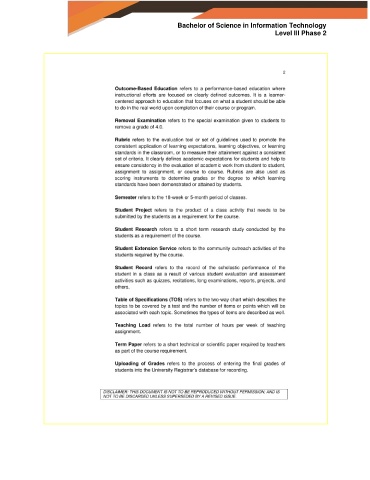 Bachelor of Science in Information Technology
Level III Phase 2
2
Outcome-Based Education refers to a performance-based education where
instructional efforts are focused on clearly defined outcomes. It is a learner-
centered approach to education that focuses on what a student should be able
to do in the real world upon completion of their course or program.
Removal Examination refers to the special examination given to students to
remove a grade of 4.0.
Rubric refers to the evaluation tool or set of guidelines used to promote the
consistent application of learning expectations, learning objectives, or learning
standards in the classroom, or to measure their attainment against a consistent
set of criteria. It clearly defines academic expectations for students and help to
ensure consistency in the evaluation of academic work from student to student,
assignment to assignment, or course to course. Rubrics are also used as
scoring instruments to determine grades or the degree to which learning
standards have been demonstrated or attained by students.
Semester refers to the 18-week or 5-month period of classes.
Student Project refers to the product of a class activity that needs to be
submitted by the students as a requirement for the course.
Student Research refers to a short term research study conducted by the
students as a requirement of the course.
Student Extension Service refers to the community outreach activities of the
students required by the course.
Student Record refers to the record of the scholastic performance of the
student in a class as a result of various student evaluation and assessment
activities such as quizzes, recitations, long examinations, reports, projects, and
others.
Table of Specifications (TOS) refers to the two-way chart which describes the
topics to be covered by a test and the number of items or points which will be
associated with each topic. Sometimes the types of items are described as well.
Teaching Load refers to the total number of hours per week of teaching
assignment.
Term Paper refers to a short technical or scientific paper required by teachers
as part of the course requirement.
Uploading of Grades refers to the process of entering the final grades of
students into the University Registrar's database for recording.
DISCLAIMER: THIS DOCUMENT IS NOT TO BE REPRODUCED WITHOUT PERMISSION, AND IS
NOT TO BE DISCARDED UNLESS SUPERSEDED BY A REVISED ISSUE